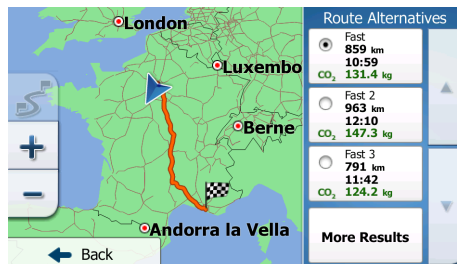 London
Luxembo
Berne
Andorra la Vella
+
−
Back
Route Alternatives
Fast
859 km
10:59
CO₂ 131.4 kg
Fast 2
963 km
12:10
CO₂ 147.3 kg
Fast 3
791 km
11:42
CO₂ 124.2 kg
More Results